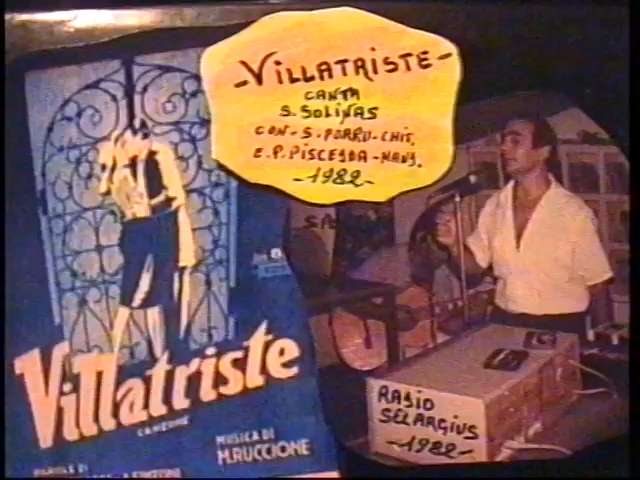 -VILLATRISTE-
CANTA
S. SOLINAS
CON-S. PORRU-CHIT.
E.P. PISCEDDA-MAND.
-1982-
Villatriste
CANZONE
MUSICA DI
M. RUCCIONE
PAROLE DI
RADIO
SELARGIUS
-1982-